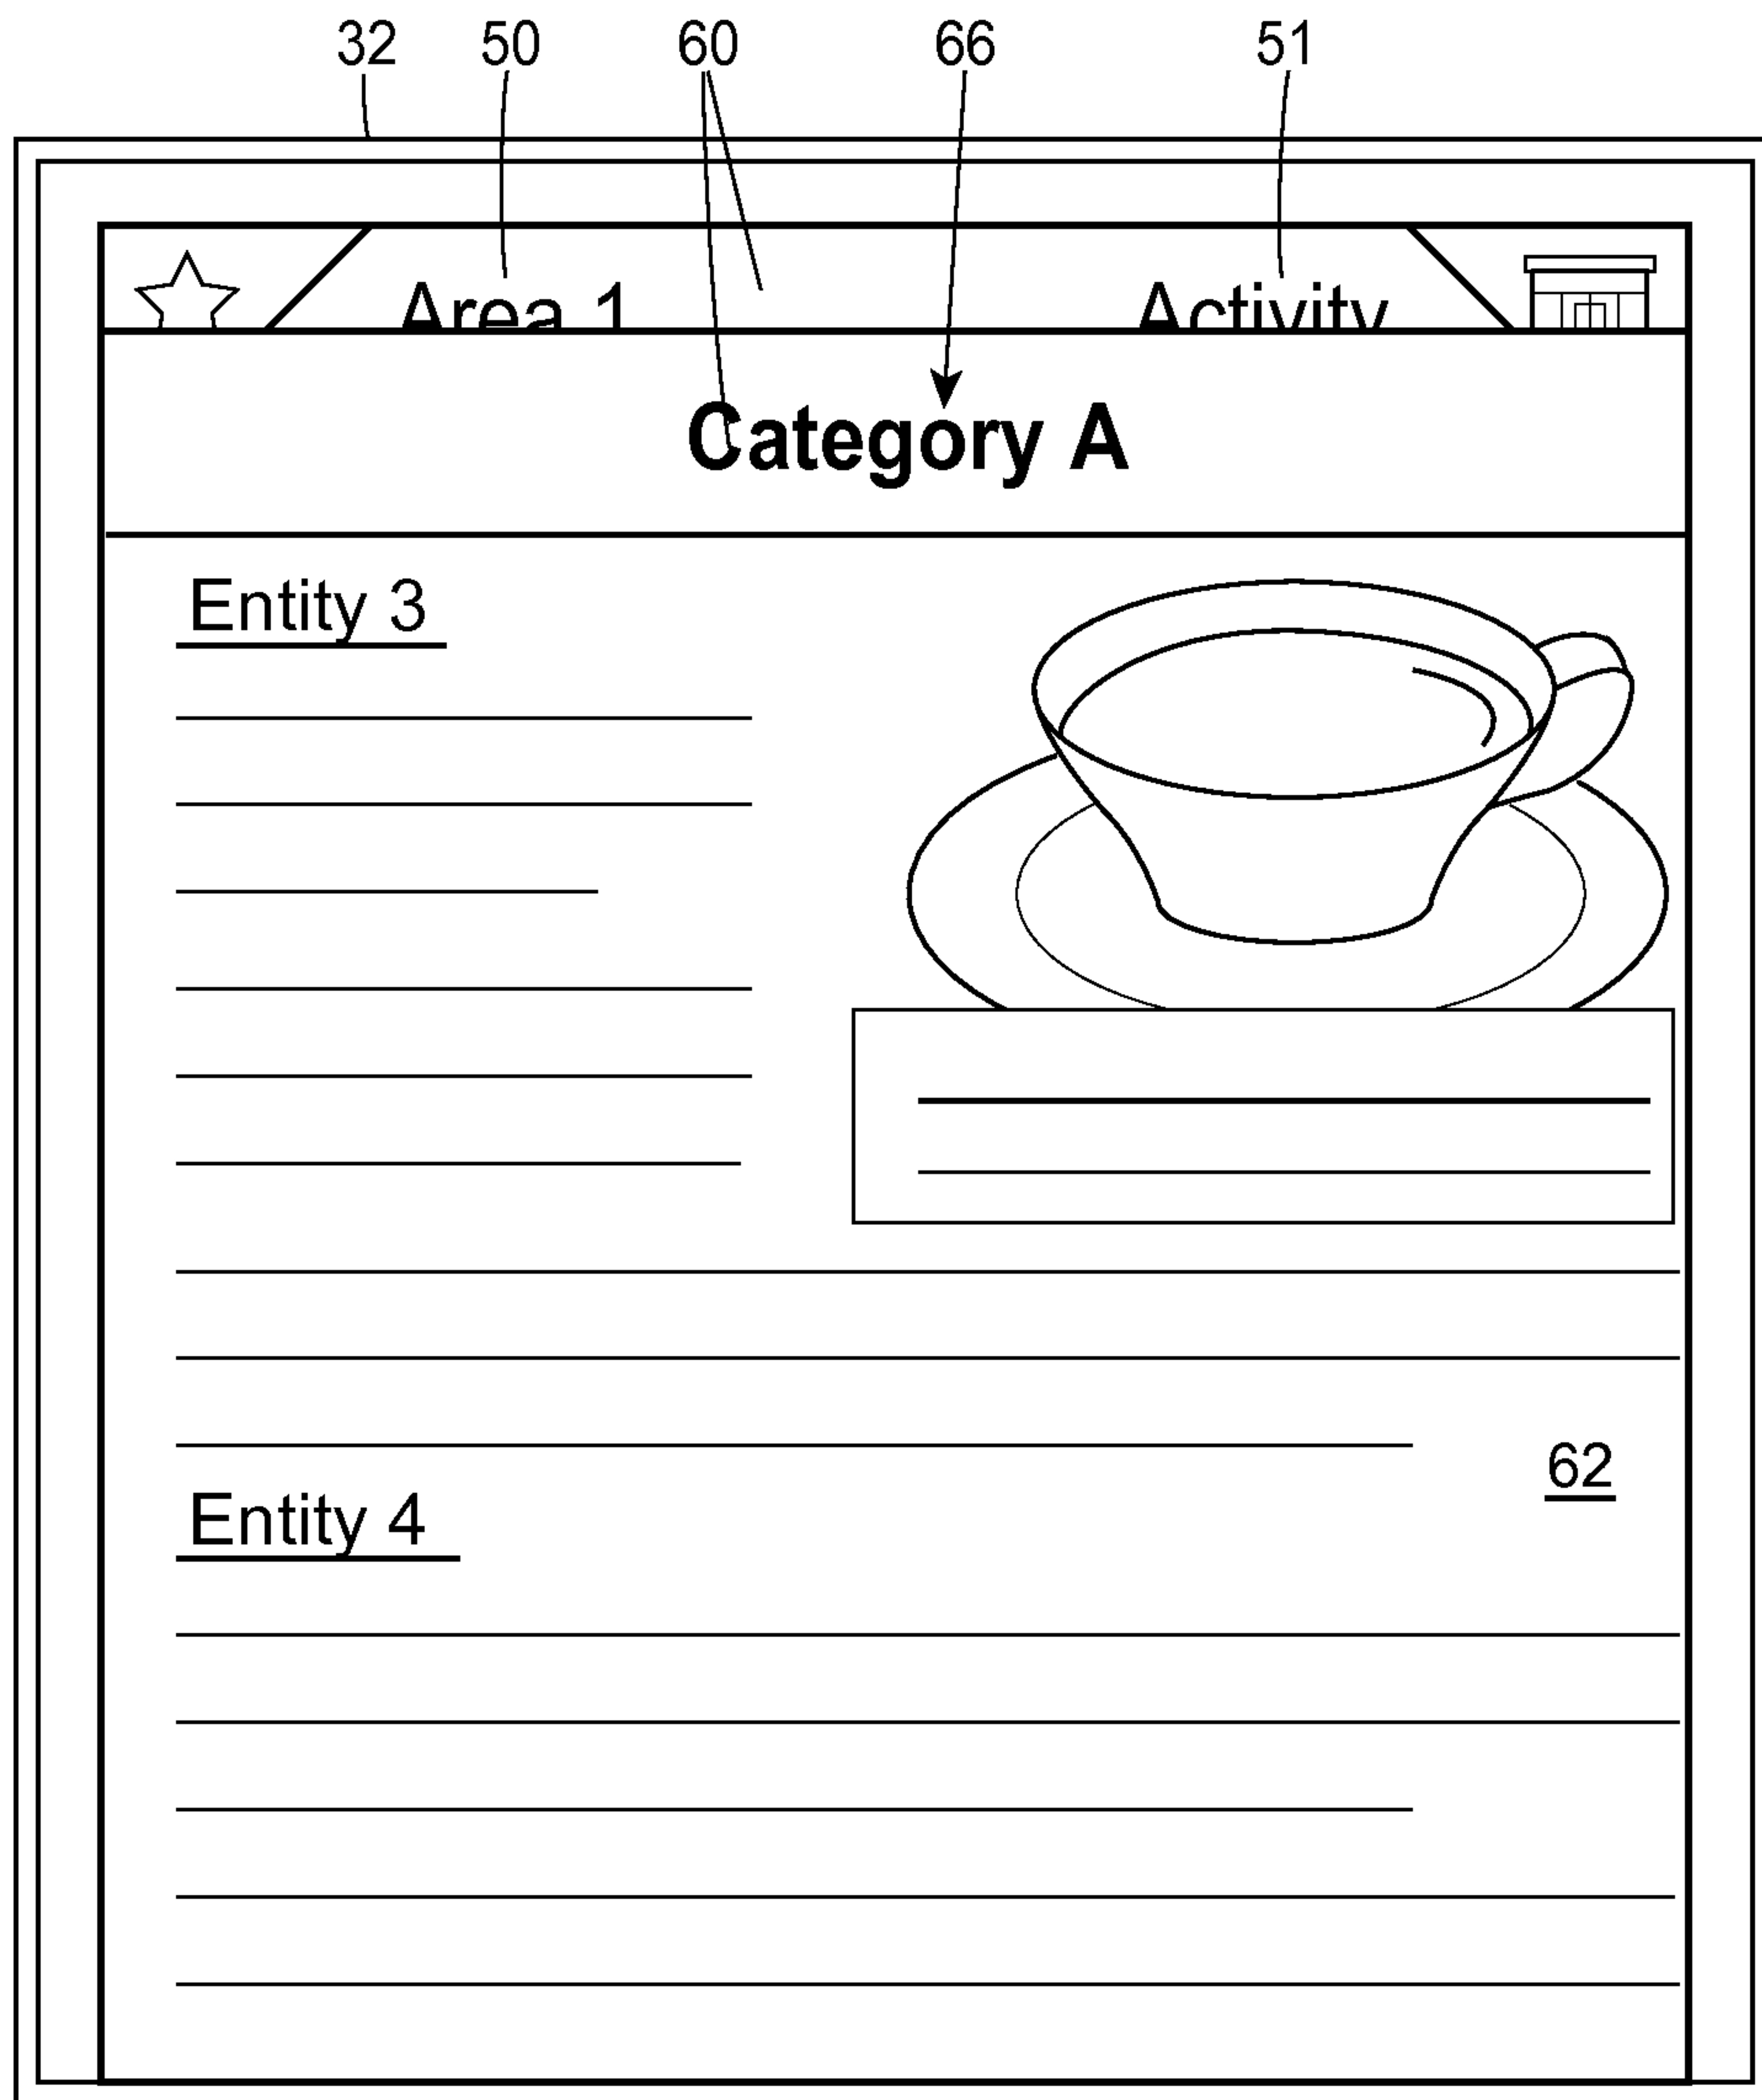 32 50 60 66 51
Area 1 Activity
Category A
Entity 3
62
Entity 4